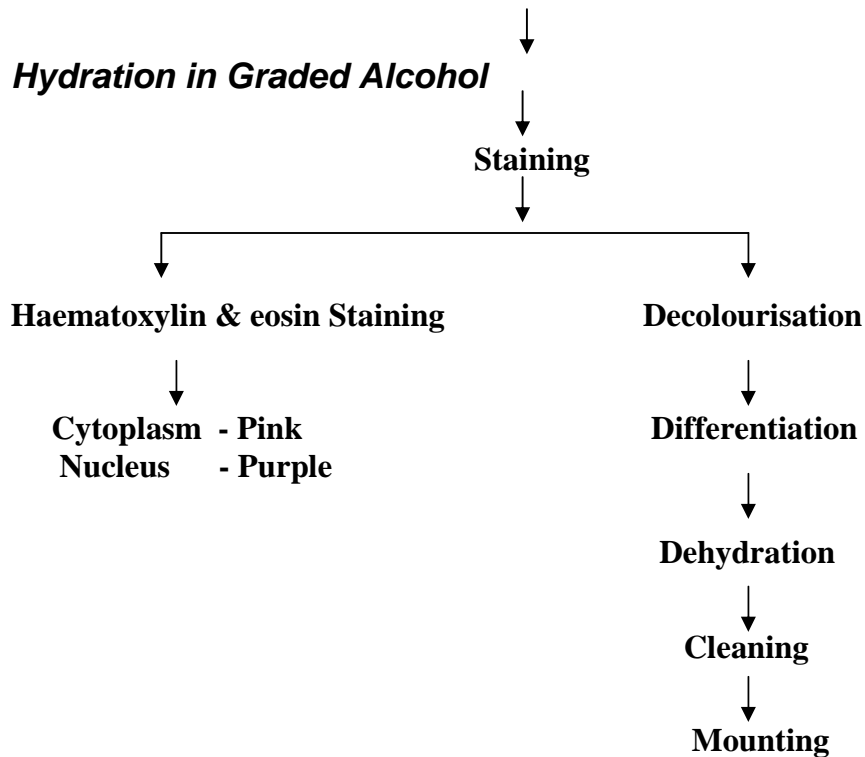 Hydration in Graded Alcohol
Staining
Haematoxylin & eosin Staining
Decolourisation
Cytoplasm - Pink
Nucleus - Purple
Differentiation
Dehydration
Cleaning
Mounting